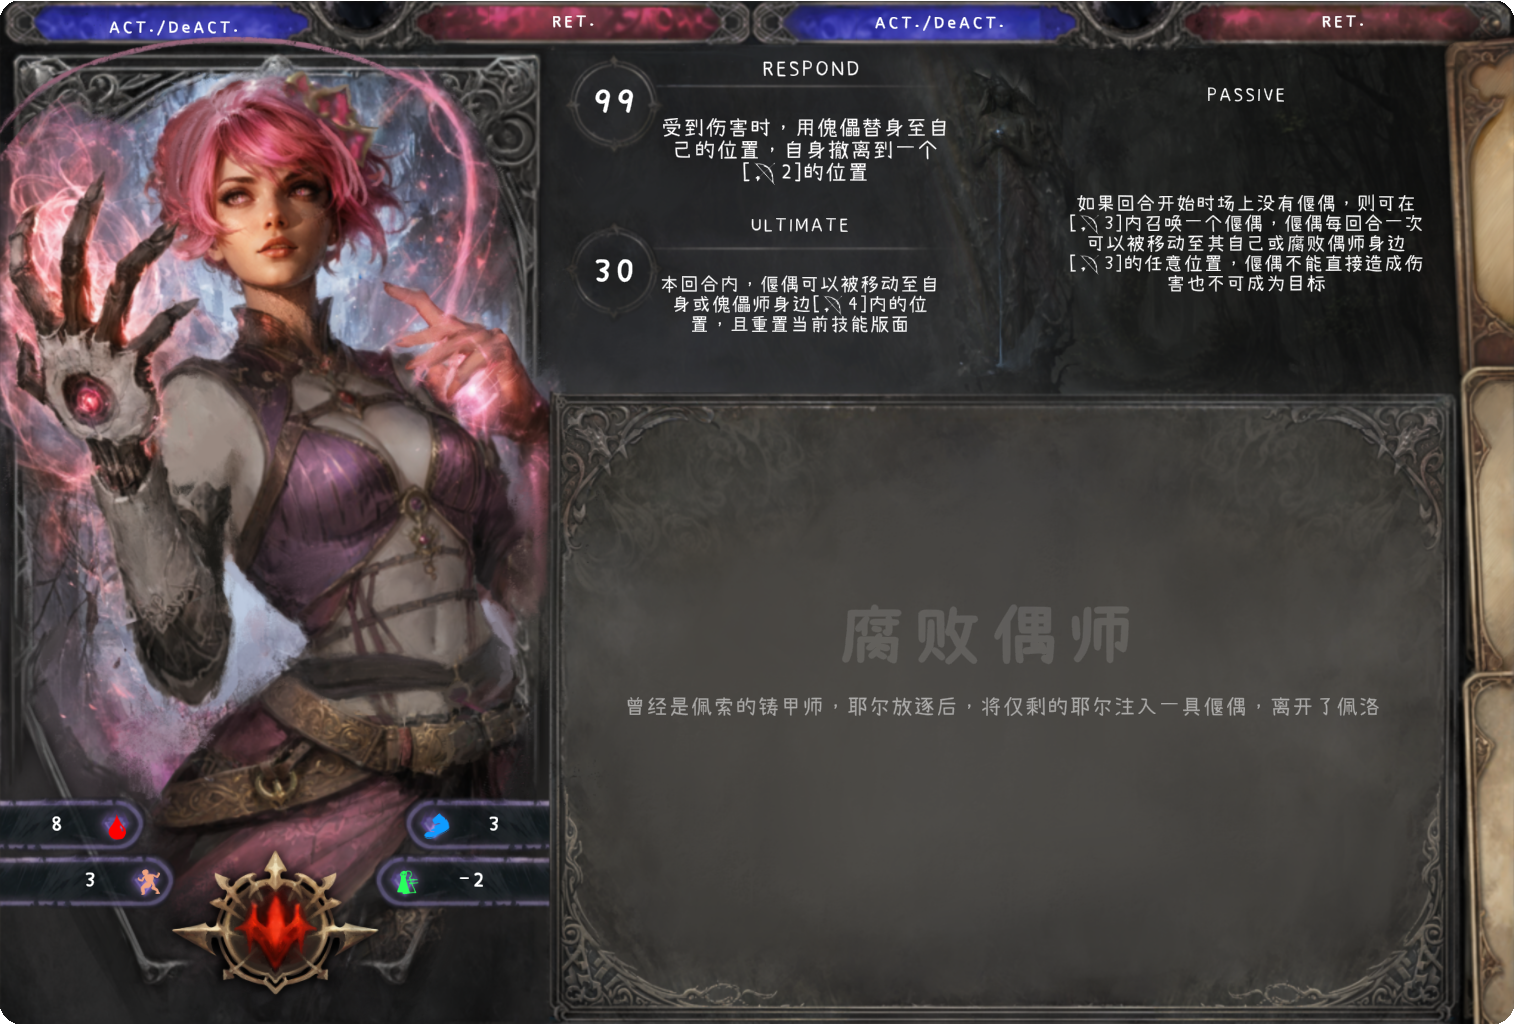 ACT./DeACT.
RET.
ACT./DeACT.
RET.
99
RESPOND
受到伤害时，用傀儡替身至自
己的位置，自身撤离到一个
[2]的位置
30
ULTIMATE
本回合内，偃偶可以被移动至自
身或傀儡师身边[4]内的位
置，且重置当前技能版面
PASSIVE
如果回合开始时场上没有偃偶，则可在
[3]内召唤一个偃偶，偃偶每回合一次
可以被移动至其自己或腐败偶师身边
[3]的任意位置，偃偶不能直接造成伤
害也不可成为目标
腐败偶师
曾经是佩索的铸甲师，耶尔放逐后，将仅剩的耶尔注入一具偃偶，离开了佩洛
8
3
3
-2